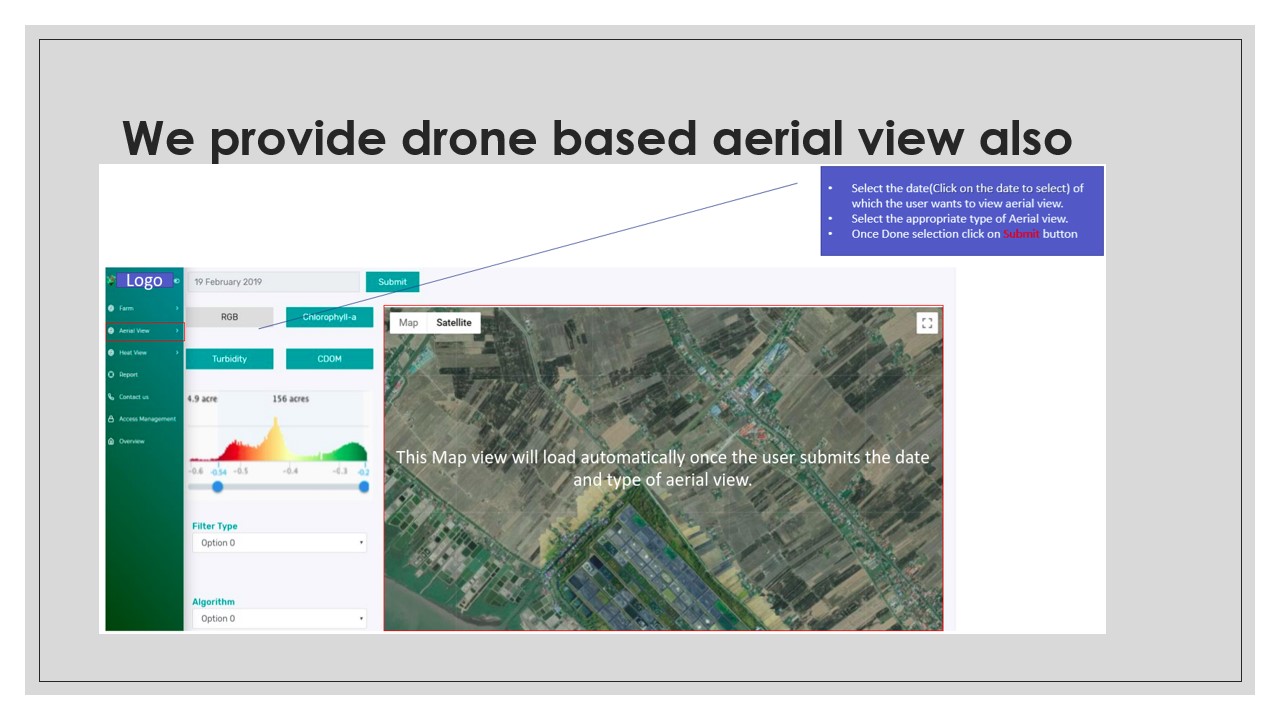 We provide drone based aerial view also
• Select the date(Click on the date to select) of
which the user wants to view aerial view.
• Select the appropriate type of Aerial view.
• Once Done selection click on Submit button
Logo
19 February 2019
Submit
Farm
Aerial View
Heat View
Report
Contact us
Access Management
Overview
RGB
Chlorophyll-a
Turbidity
CDOM
4.9 acre 156 acres
-0.6 -0.54 -0.5 -0.4 -0.3 -0.2
Filter Type
Option 0
Algorithm
Option 0
Map Satellite
This Map view will load automatically once the user submits the date
and type of aerial view.